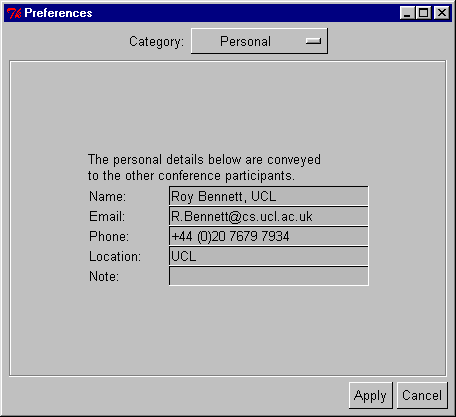 Preferences
Category: Personal
The personal details below are conveyed
to the other conference participants.
Name: Roy Bennett, UCL
Email: R.Bennett@cs.ucl.ac.uk
Phone: +44 (0)20 7679 7934
Location: UCL
Note:
Apply Cancel